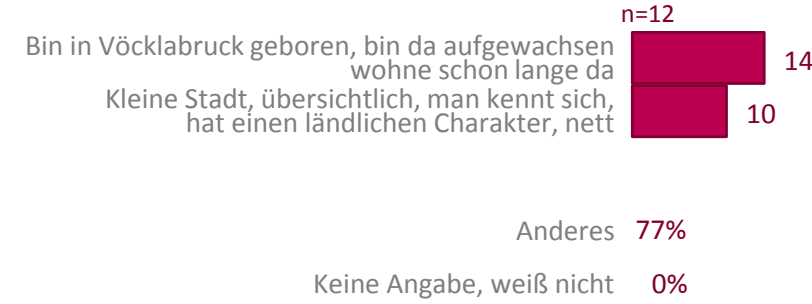 n=12
Bin in Vöcklabruck geboren, bin da aufgewachsen
wohne schon lange da
14
Kleine Stadt, übersichtlich, man kennt sich,
hat einen ländlichen Charakter, nett
10
Anderes 77%
Keine Angabe, weiß nicht 0%